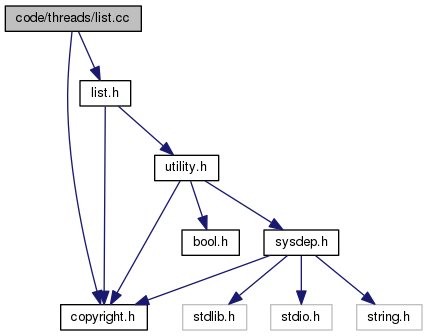 code/threads/list.cc
list.h
utility.h
bool.h
sysdep.h
copyright.h
stdlib.h
stdio.h
string.h